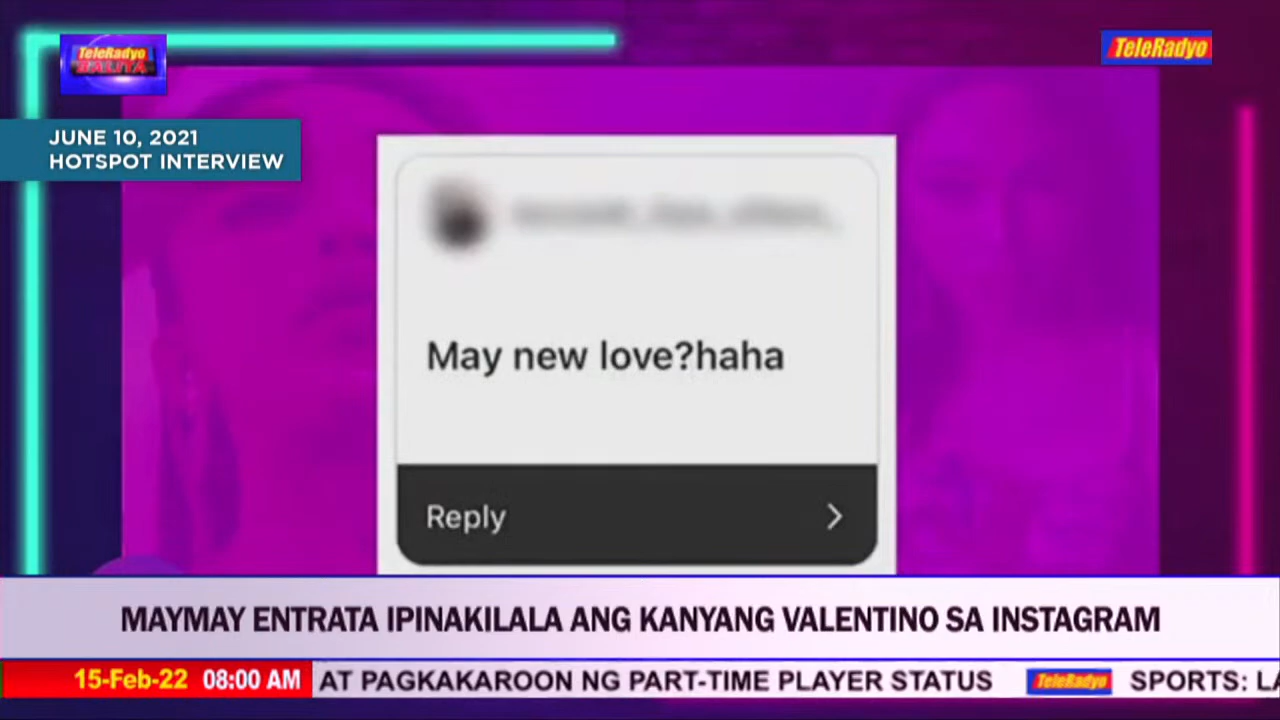 TeleRadyo
BALITA
TeleRadyo
JUNE 10, 2021
HOTSPOT INTERVIEW
May new love?haha
Reply
MAYMAY ENTRATA IPINAKILALA ANG KANYANG VALENTINO SA INSTAGRAM
15-Feb-22 08:00 AM
AT PAGKAKAROON NG PART-TIME PLAYER STATUS TeleRadyo SPORTS: